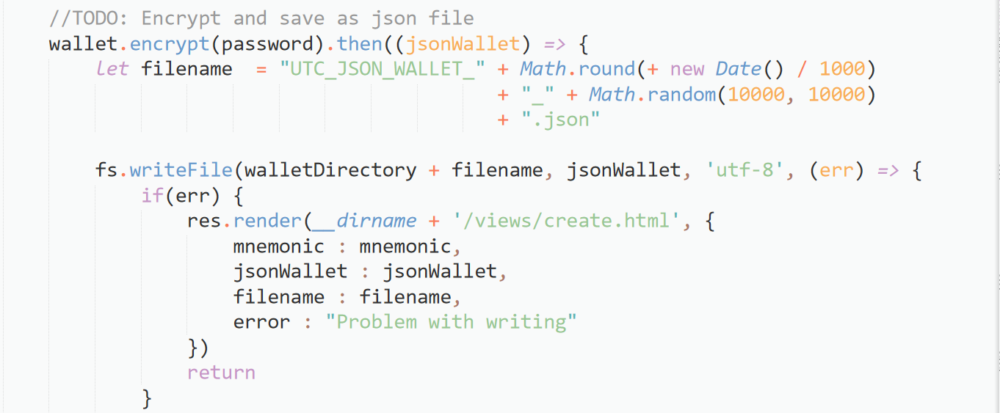 //TODO: Encrypt and save as json file
wallet.encrypt(password).then((jsonWallet) => {
let filename = "UTC_JSON_WALLET_" + Math.round(+ new Date() / 1000)
+ "_" + Math.random(10000, 10000)
+ ".json"
fs.writeFile(walletDirectory + filename, jsonWallet, 'utf-8', (err) => {
if(err) {
res.render(__dirname + '/views/create.html', {
mnemonic : mnemonic,
jsonWallet : jsonWallet,
filename : filename,
error : "Problem with writing"
})
return
}